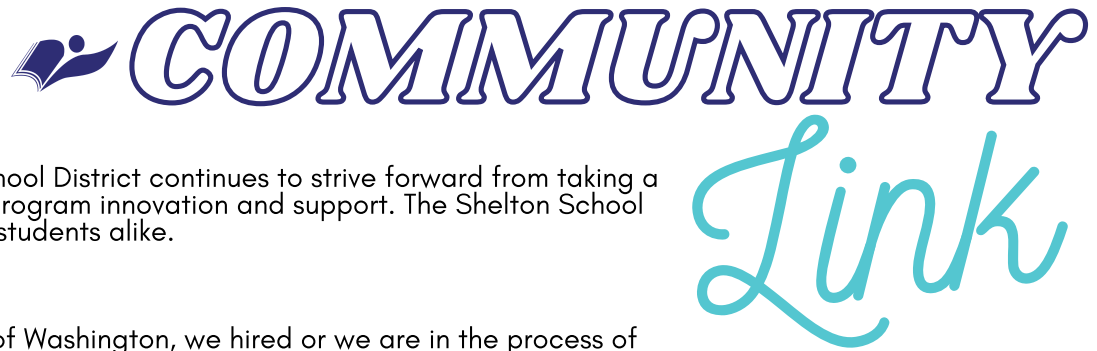 COMMUNITY
Link
hool District continues to strive forward from taking a
rogram innovation and support. The Shelton School
students alike.
of Washington, we hired or we are in the process of